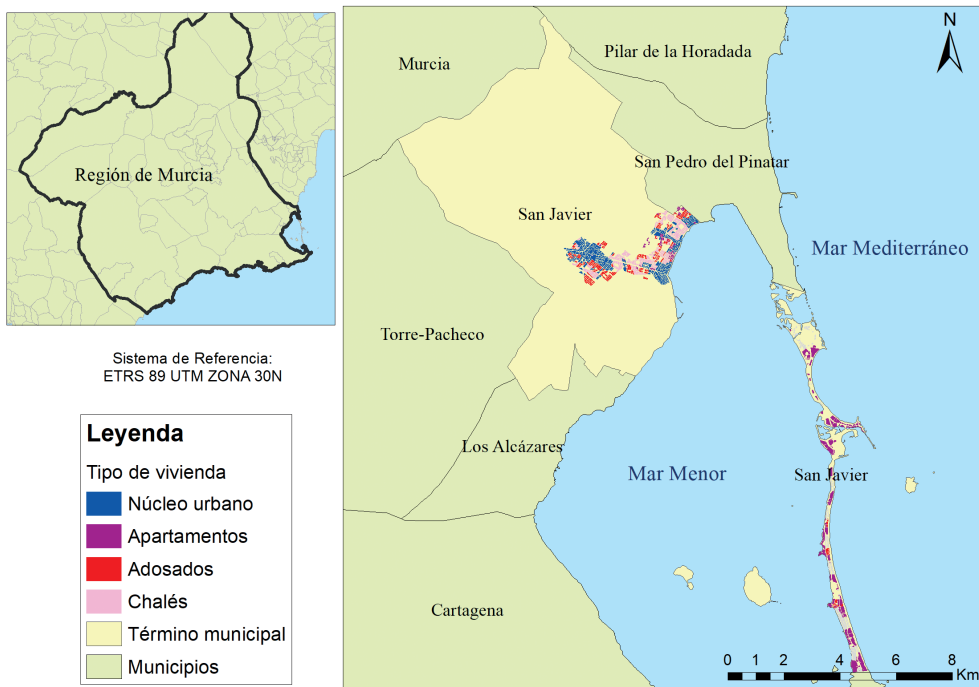 Región de Murcia
Sistema de Referencia:
ETRS 89 UTM ZONA 30N
Leyenda
Tipo de vivienda
Núcleo urbano
Apartamentos
Adosados
Chalés
Término municipal
Municipios
Murcia
Pilar de la Horadada
N
San Pedro del Pinatar
San Javier
Mar Mediterráneo
Torre-Pacheco
Los Alcázares
Mar Menor
San Javier
Cartagena
0 1 2 4 6 8
Km